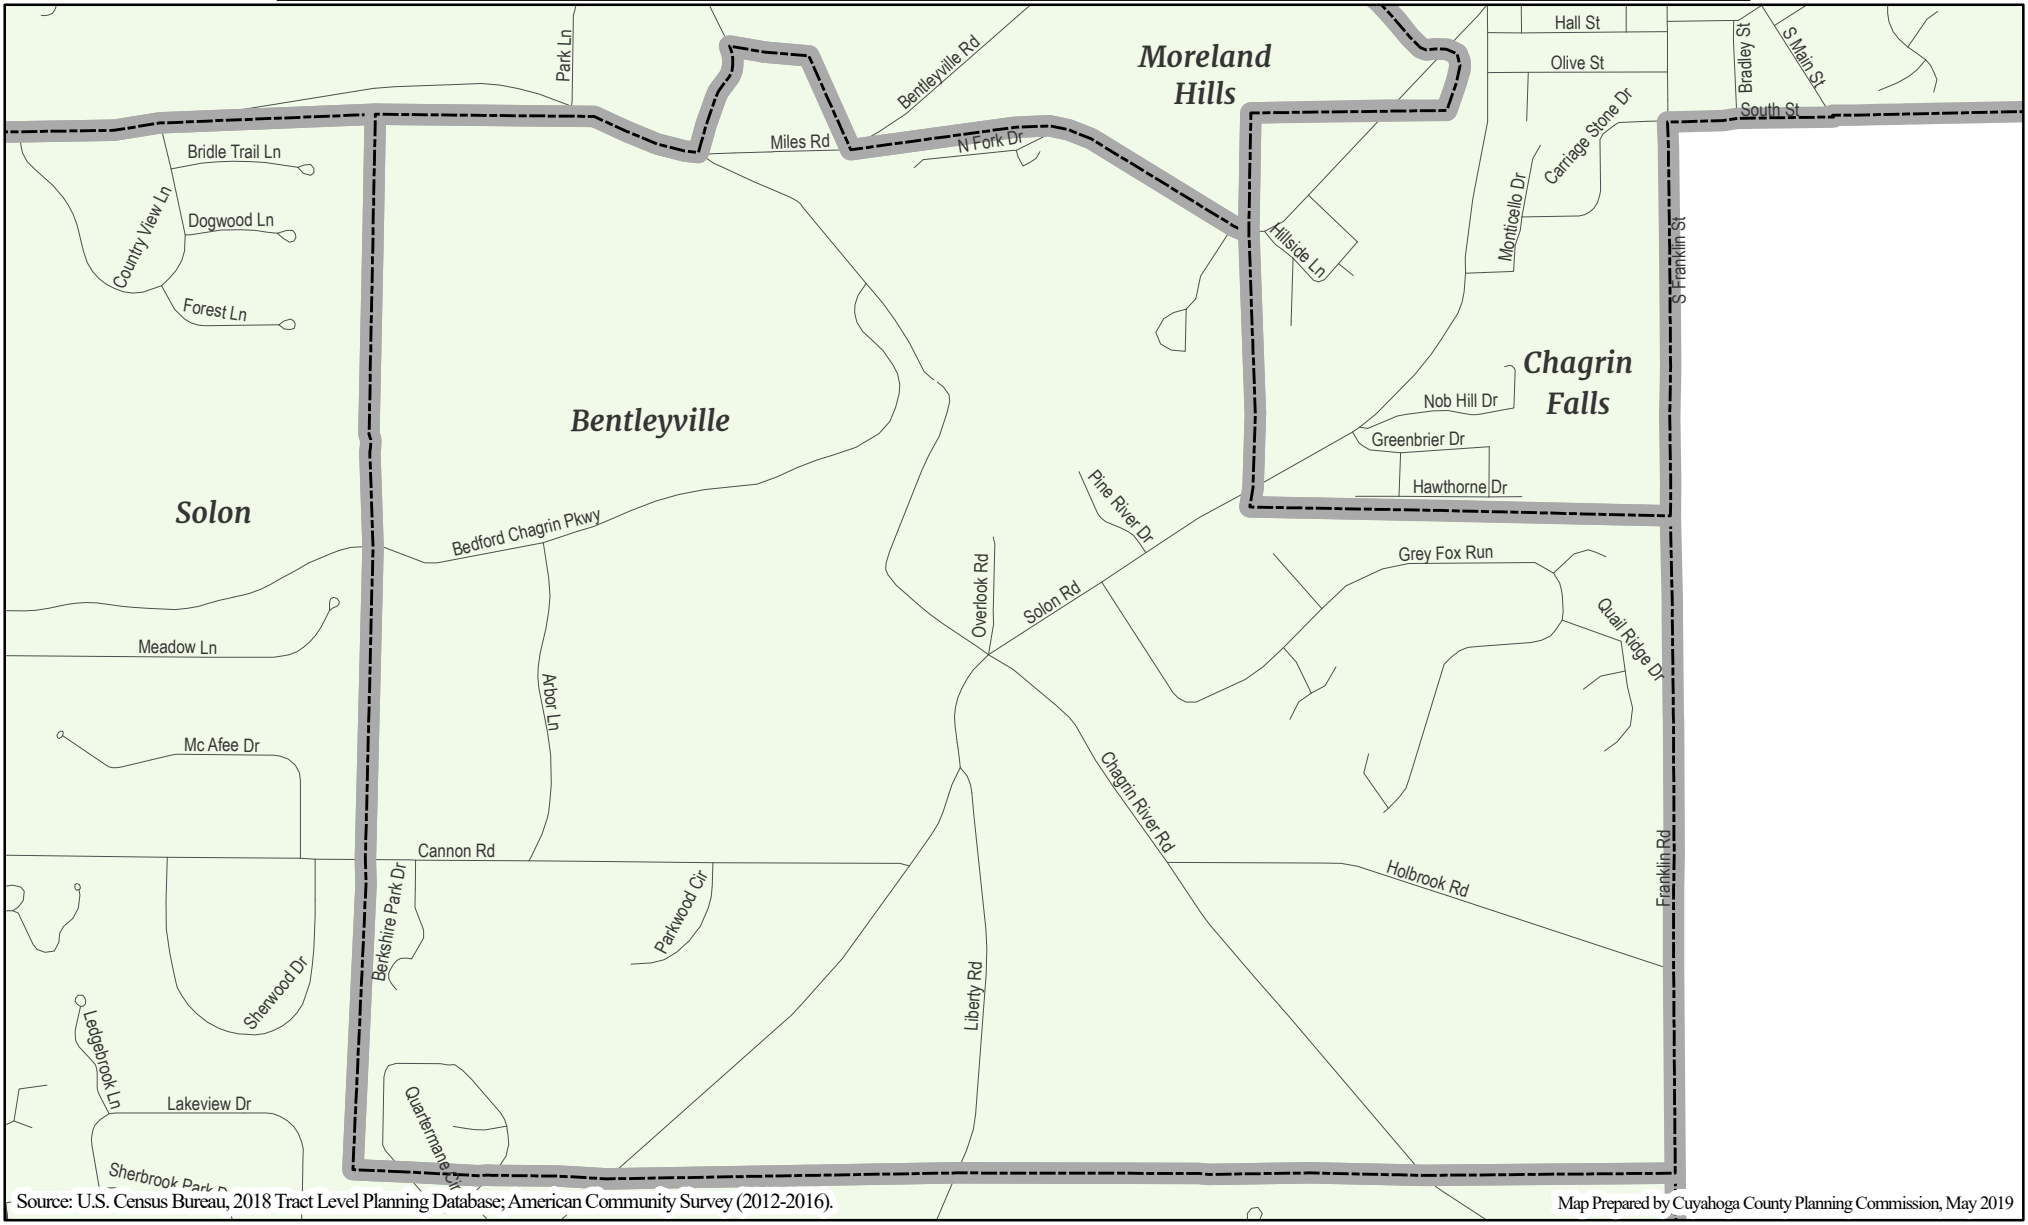 Hall St
Park Ln
Bentleyville Rd
Moreland
Hills
Olive St
Bradley St
S Main St
South St
Carriage Stone Dr
Miles Rd
N Fork Dr
Bridle Trail Ln
Country View Ln
Dogwood Ln
Forest Ln
Hillside Ln
Monticello Dr
S Franklin St
Chagrin
Falls
Nob Hill Dr
Greenbrier Dr
Hawthorne Dr
Bentleyville
Solon
Bedford Chagrin Pkwy
Pine River Dr
Overlook Rd
Solon Rd
Grey Fox Run
Quail Ridge Dr
Meadow Ln
Arbor Ln
Mc Afee Dr
Chagrin River Rd
Cannon Rd
Franklin Rd
Holbrook Rd
Berkshire Park Dr
Parkwood Cir
Sherwood Dr
Liberty Rd
Ledgebrook Ln
Lakeview Dr
Quartermane Cir
Sherbrook Park D
Source: U.S. Census Bureau, 2018 Tract Level Planning Database; American Community Survey (2012-2016).
Map Prepared by Cuyahoga County Planning Commission, May 2019